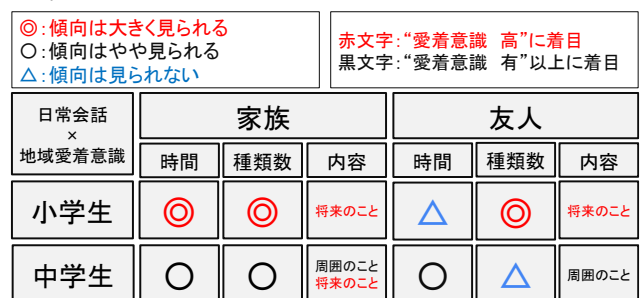 ◎:傾向は大きく見られる
○:傾向はやや見られる
△:傾向は見られない
赤文字:“愛着意識 高”に着目
黒文字:“愛着意識 有”以上に着目
日常会話
×
地域愛着意識
家族
友人
時間 種類数 内容 時間 種類数 内容
小学生 ◎ ◎ 将来のこと △ ◎ 将来のこと
中学生 ○ ○ 周囲のこと ○ △ 周囲のこと
将来のこと